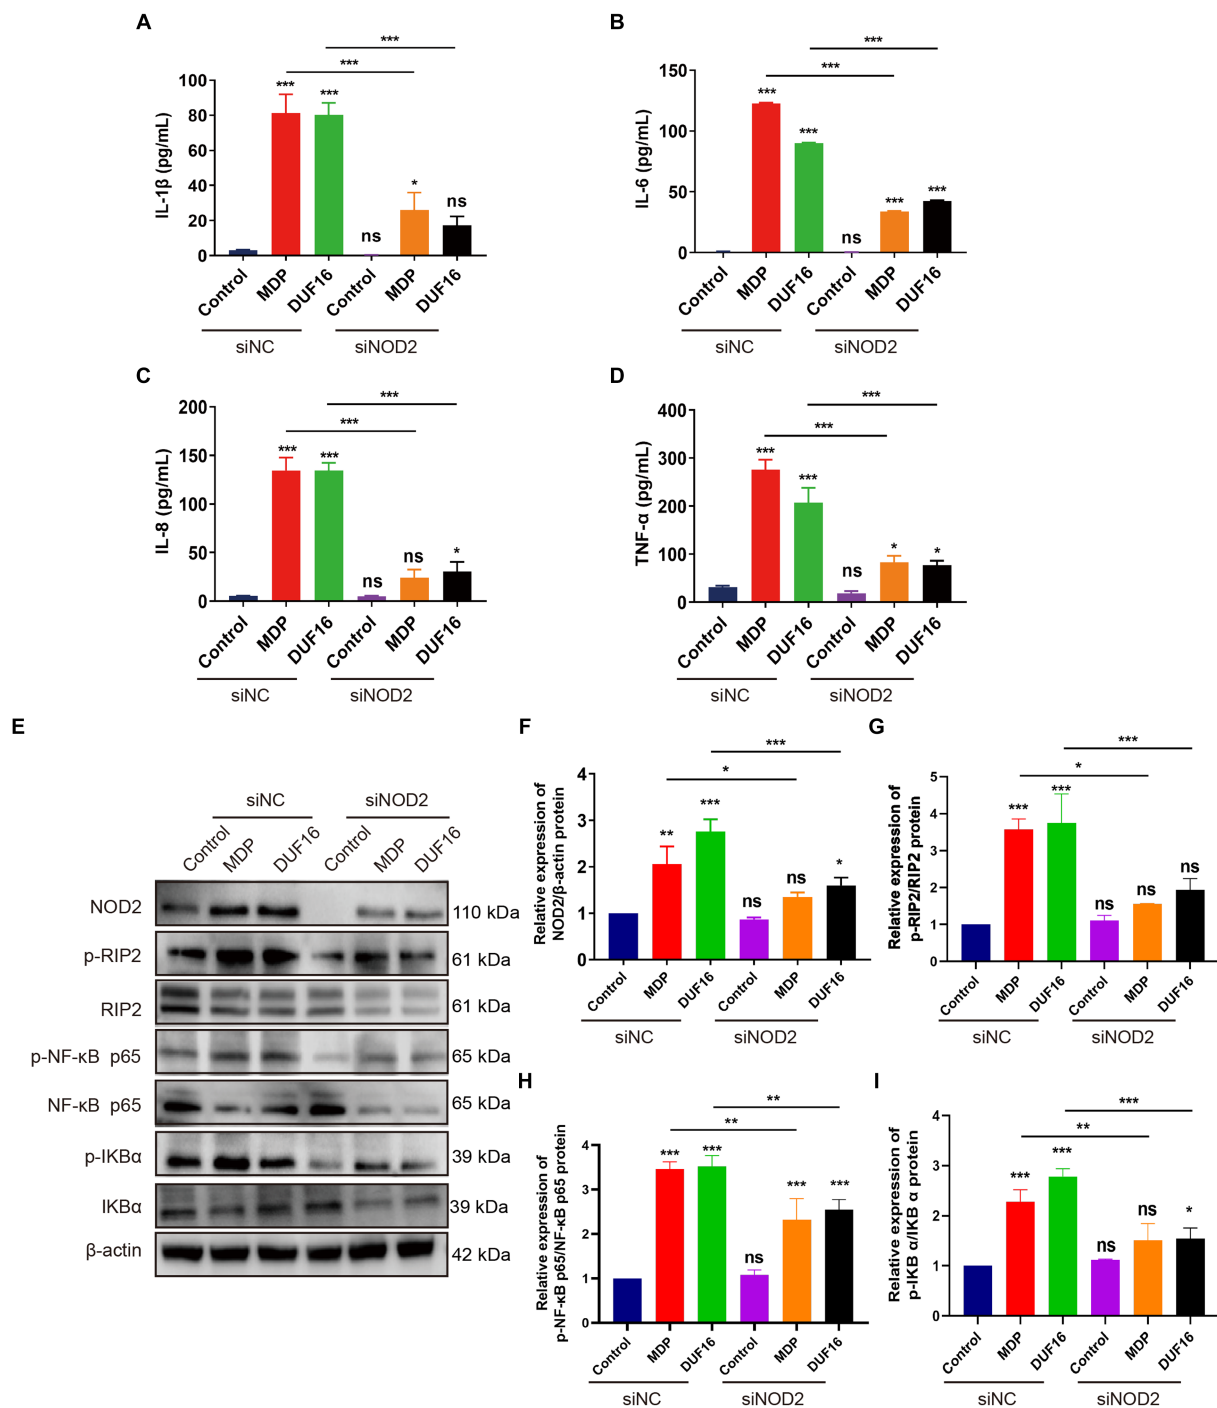 A
***
***
IL-1β (pg/mL)
100
80
60
40
20
0
***
***
ns
*
ns
Control
MDP
DUF16
Control
MDP
DUF16
siNC
siNOD2
B
***
***
IL-6 (pg/mL)
150
100
50
0
***
***
ns
***
***
Control
MDP
DUF16
Control
MDP
DUF16
siNC
siNOD2
C
***
***
IL-8 (pg/mL)
200
150
100
50
0
***
***
ns
ns
*
Control
MDP
DUF16
Control
MDP
DUF16
siNC
siNOD2
D
***
***
TNF-α (pg/mL)
400
300
200
100
0
***
***
ns
*
*
Control
MDP
DUF16
Control
MDP
DUF16
siNC
siNOD2
E
siNC
siNOD2
Control
MDP
DUF16
Control
MDP
DUF16
NOD2
110 kDa
p-RIP2
61 kDa
RIP2
61 kDa
p-NF-κB p65
65 kDa
NF-κB p65
65 kDa
p-IKBα
39 kDa
IKBα
39 kDa
β-actin
42 kDa
F
***
*
Relative expression of
NOD2/β-actin protein
4
3
2
1
0
**
***
ns
ns
*
Control
MDP
DUF16
Control
MDP
DUF16
siNC
siNOD2
G
***
*
Relative expression of
p-RIP2/RIP2 protein
5
4
3
2
1
0
***
***
ns
ns
ns
Control
MDP
DUF16
Control
MDP
DUF16
siNC
siNOD2
H
**
**
Relative expression of
p-NF-κB p65/NF-κB p65 protein
4
3
2
1
0
***
***
ns
***
***
Control
MDP
DUF16
Control
MDP
DUF16
siNC
siNOD2
I
***
**
Relative expression of
p-IKB α/IKB α protein
4
3
2
1
0
***
***
ns
ns
*
Control
MDP
DUF16
Control
MDP
DUF16
siNC
siNOD2